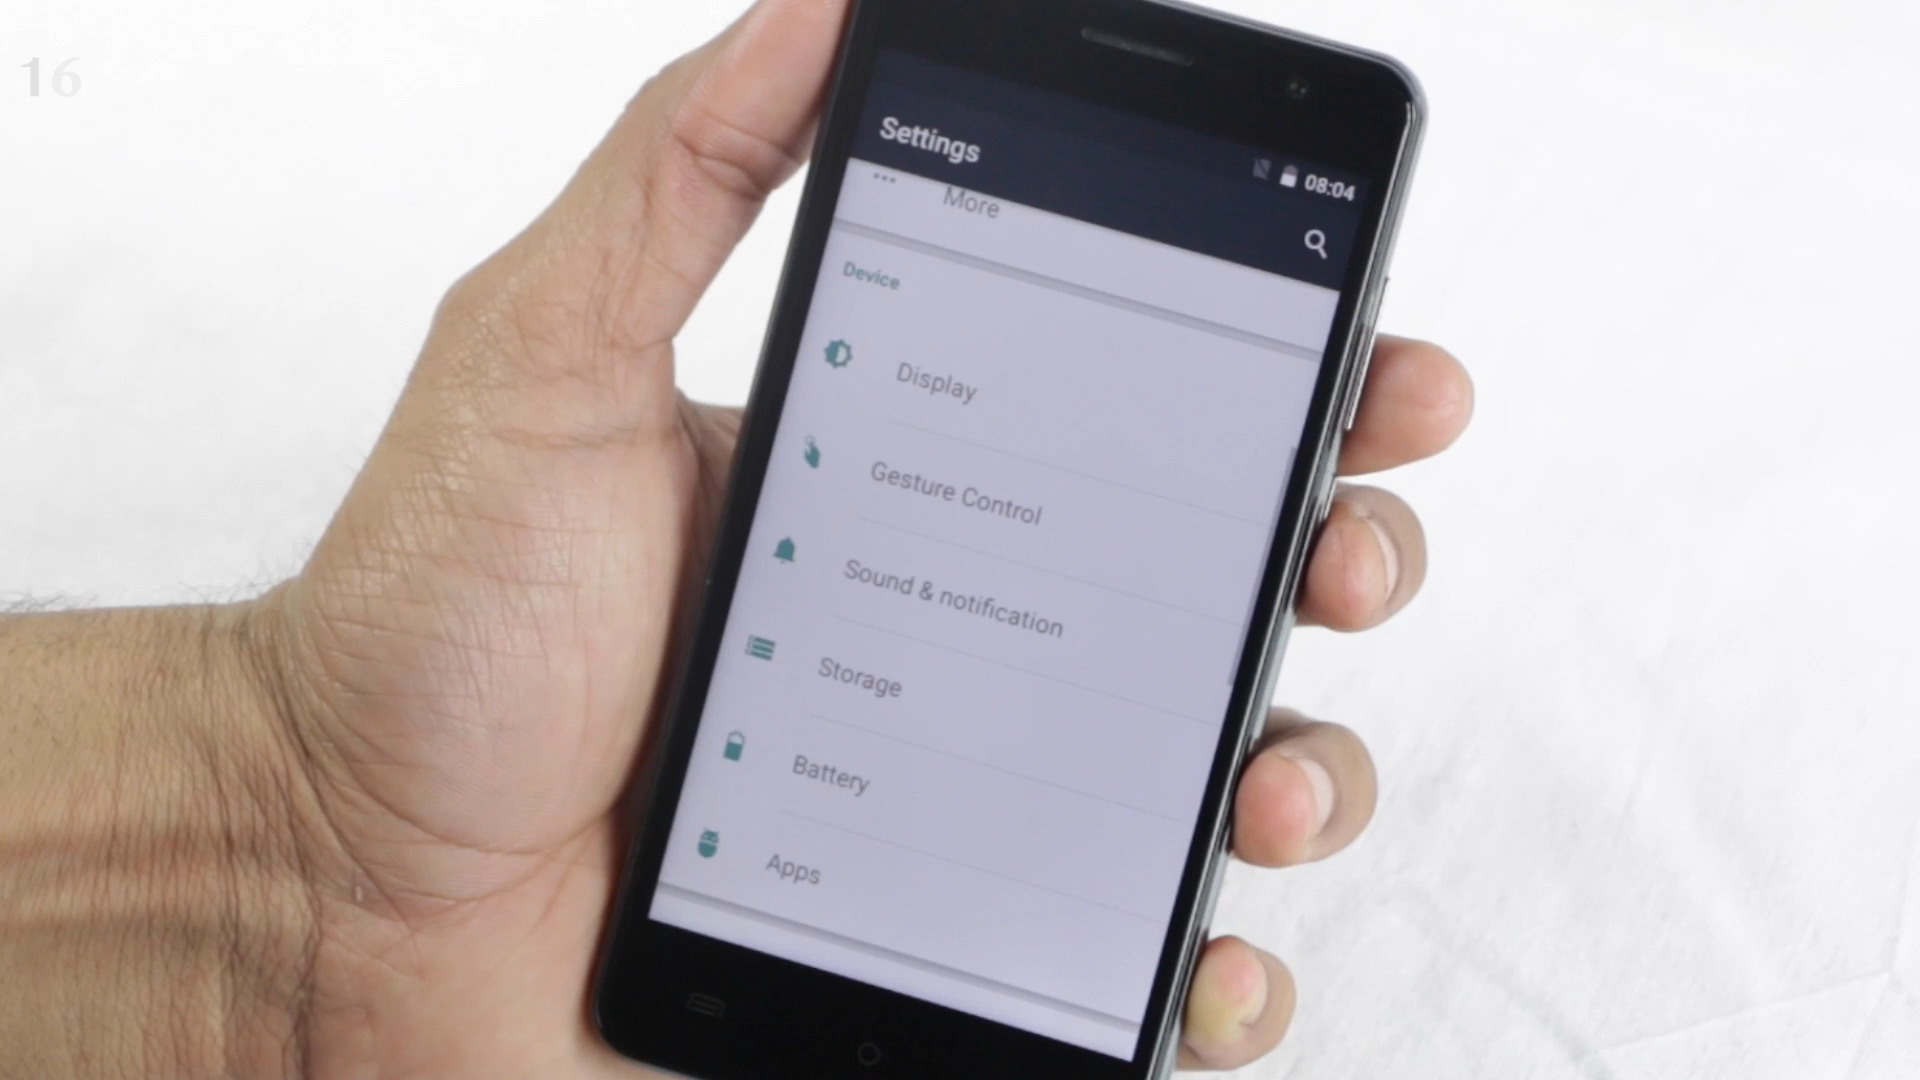 16
Settings
08:04
More
Device
Display
Gesture Control
Sound & notification
Storage
Battery
Apps